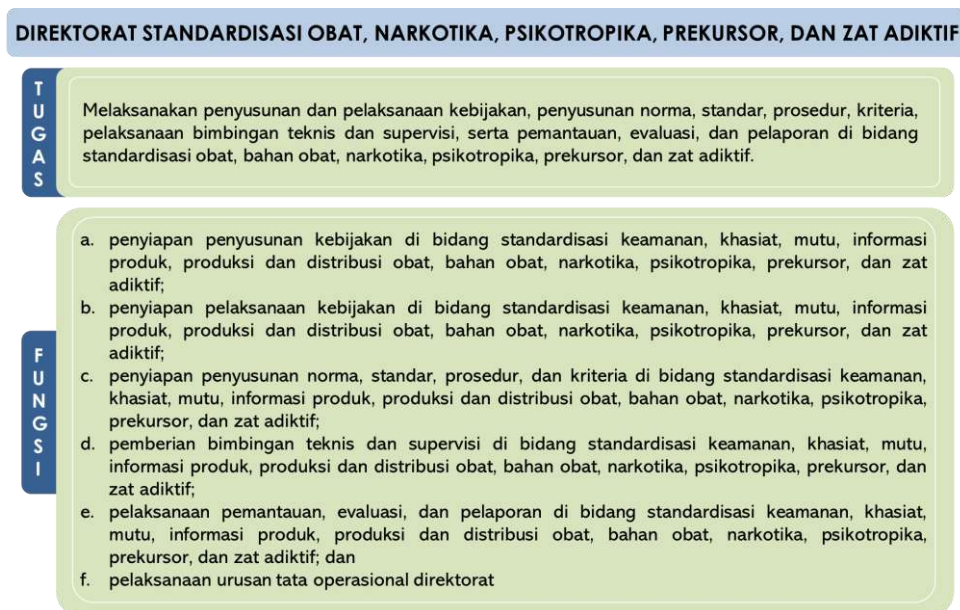 DIREKTORAT STANDARDISASI OBAT, NARKOTIKA, PSIKOTROPIKA, PREKURSOR, DAN ZAT ADIKTIF
TUGAS
Melaksanakan penyusunan dan pelaksanaan kebijakan, penyusunan norma, standar, prosedur, kriteria,
pelaksanaan bimbingan teknis dan supervisi, serta pemantauan, evaluasi, dan pelaporan di bidang
standardisasi obat, bahan obat, narkotika, psikotropika, prekursor, dan zat adiktif.
FUNGSI
a. penyiapan penyusunan kebijakan di bidang standardisasi keamanan, khasiat, mutu, informasi
produk, produksi dan distribusi obat, bahan obat, narkotika, psikotropika, prekursor, dan zat
adiktif;
b. penyiapan pelaksanaan kebijakan di bidang standardisasi keamanan, khasiat, mutu, informasi
produk, produksi dan distribusi obat, bahan obat, narkotika, psikotropika, prekursor, dan zat
adiktif;
c. penyiapan penyusunan norma, standar, prosedur, dan kriteria di bidang standardisasi keamanan,
khasiat, mutu, informasi produk, produksi dan distribusi obat, bahan obat, narkotika, psikotropika,
prekursor, dan zat adiktif;
d. pemberian bimbingan teknis dan supervisi di bidang standardisasi keamanan, khasiat, mutu,
informasi produk, produksi dan distribusi obat, bahan obat, narkotika, psikotropika, prekursor, dan
zat adiktif;
e. pelaksanaan pemantauan, evaluasi, dan pelaporan di bidang standardisasi keamanan, khasiat,
mutu, informasi produk, produksi dan distribusi obat, bahan obat, narkotika, psikotropika,
prekursor, dan zat adiktif; dan
f. pelaksanaan urusan tata operasional direktorat